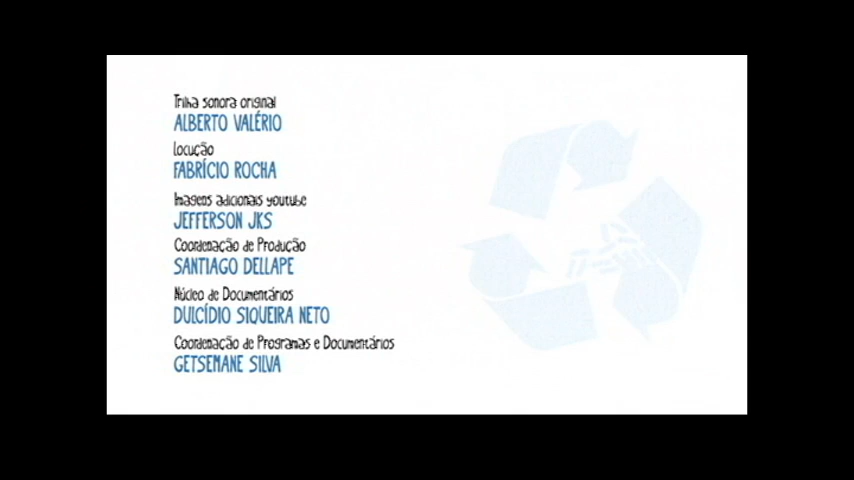 Trilha sonora original
ALBERTO VALÉRIO
Locução
FABRÍCIO ROCHA
Imagens adicionais youtube
JEFFERSON JKS
Coordenação de Produção
SANTIAGO DELLAPE
Núcleo de Documentários
DULCÍDIO SIQUEIRA NETO
Coordenação de Programas e Documentários
GETSEMANE SILVA